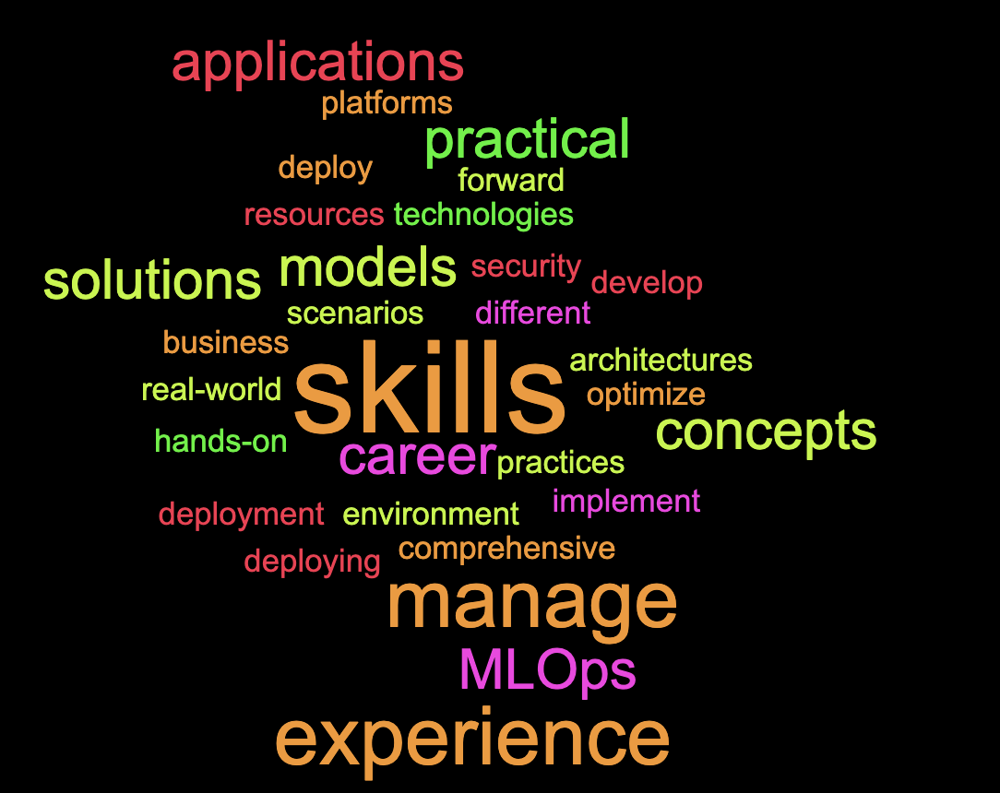 applications
platforms
practical
deploy
forward
resources technologies
solutions models security
develop
scenarios different
business
architectures
real-world skills optimize
hands-on concepts
career practices
deployment environment implement
deploying comprehensive
manage
MLOps
experience